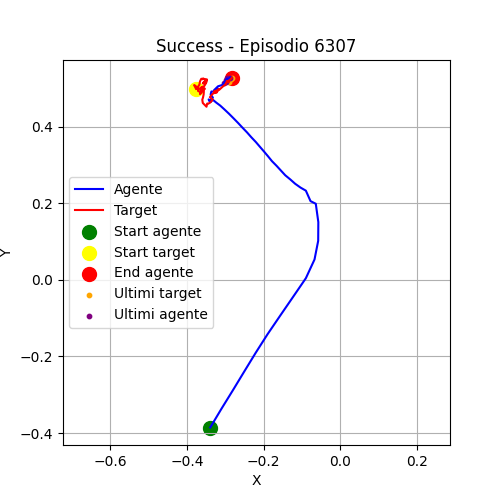 Success - Episodio 6307
0.4
0.2
0.0
−0.2
−0.4
Y
Agente
Target
Start agente
Start target
End agente
Ultimi target
Ultimi agente
−0.6
−0.4
−0.2
0.0
0.2
X